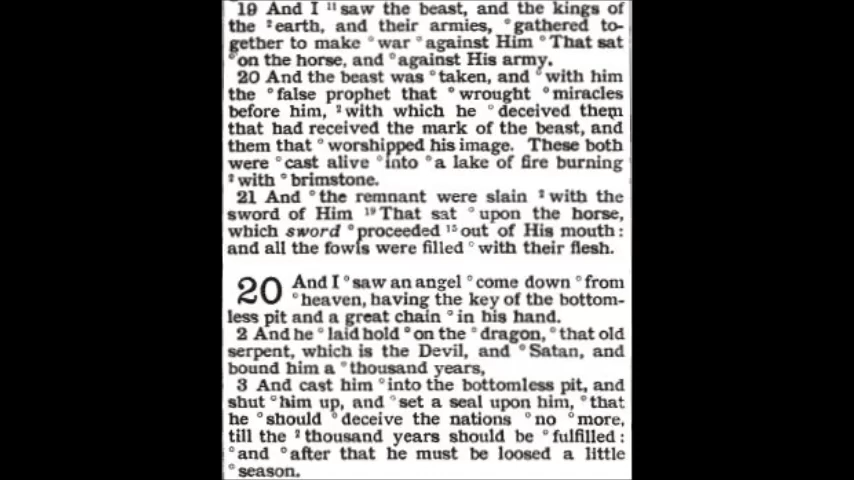 19 And I ¹¹saw the beast, and the kings of
the ²earth, and their armies, °gathered to-
gether to make °war °against Him °That sat
°on the horse, and °against His army.
20 And the beast was °taken, and °with him
the °false prophet that °wrought °miracles
before him, ²with which he °deceived them
that had received the mark of the beast, and
them that °worshipped his image. These both
were °cast alive °into °a lake of fire burning
²with °brimstone.
21 And °the remnant were slain ²with the
sword of Him ¹⁹That sat °upon the horse,
which sword °proceeded ¹⁵out of His mouth:
and all the fowls were filled °with their flesh.
20 And I °saw an angel °come down °from
°heaven, having the key of the bottom-
less pit and a great chain °in his hand.
2 And he °laid hold °on the °dragon, °that old
serpent, which is the Devil, and °Satan, and
bound him a °thousand years,
3 And cast him °into the bottomless pit, and
shut °him up, and °set a seal upon him, °that
he °should °deceive the nations °no °more,
till the ²thousand years should be °fulfilled:
°and °after that he must be loosed a little
°season.